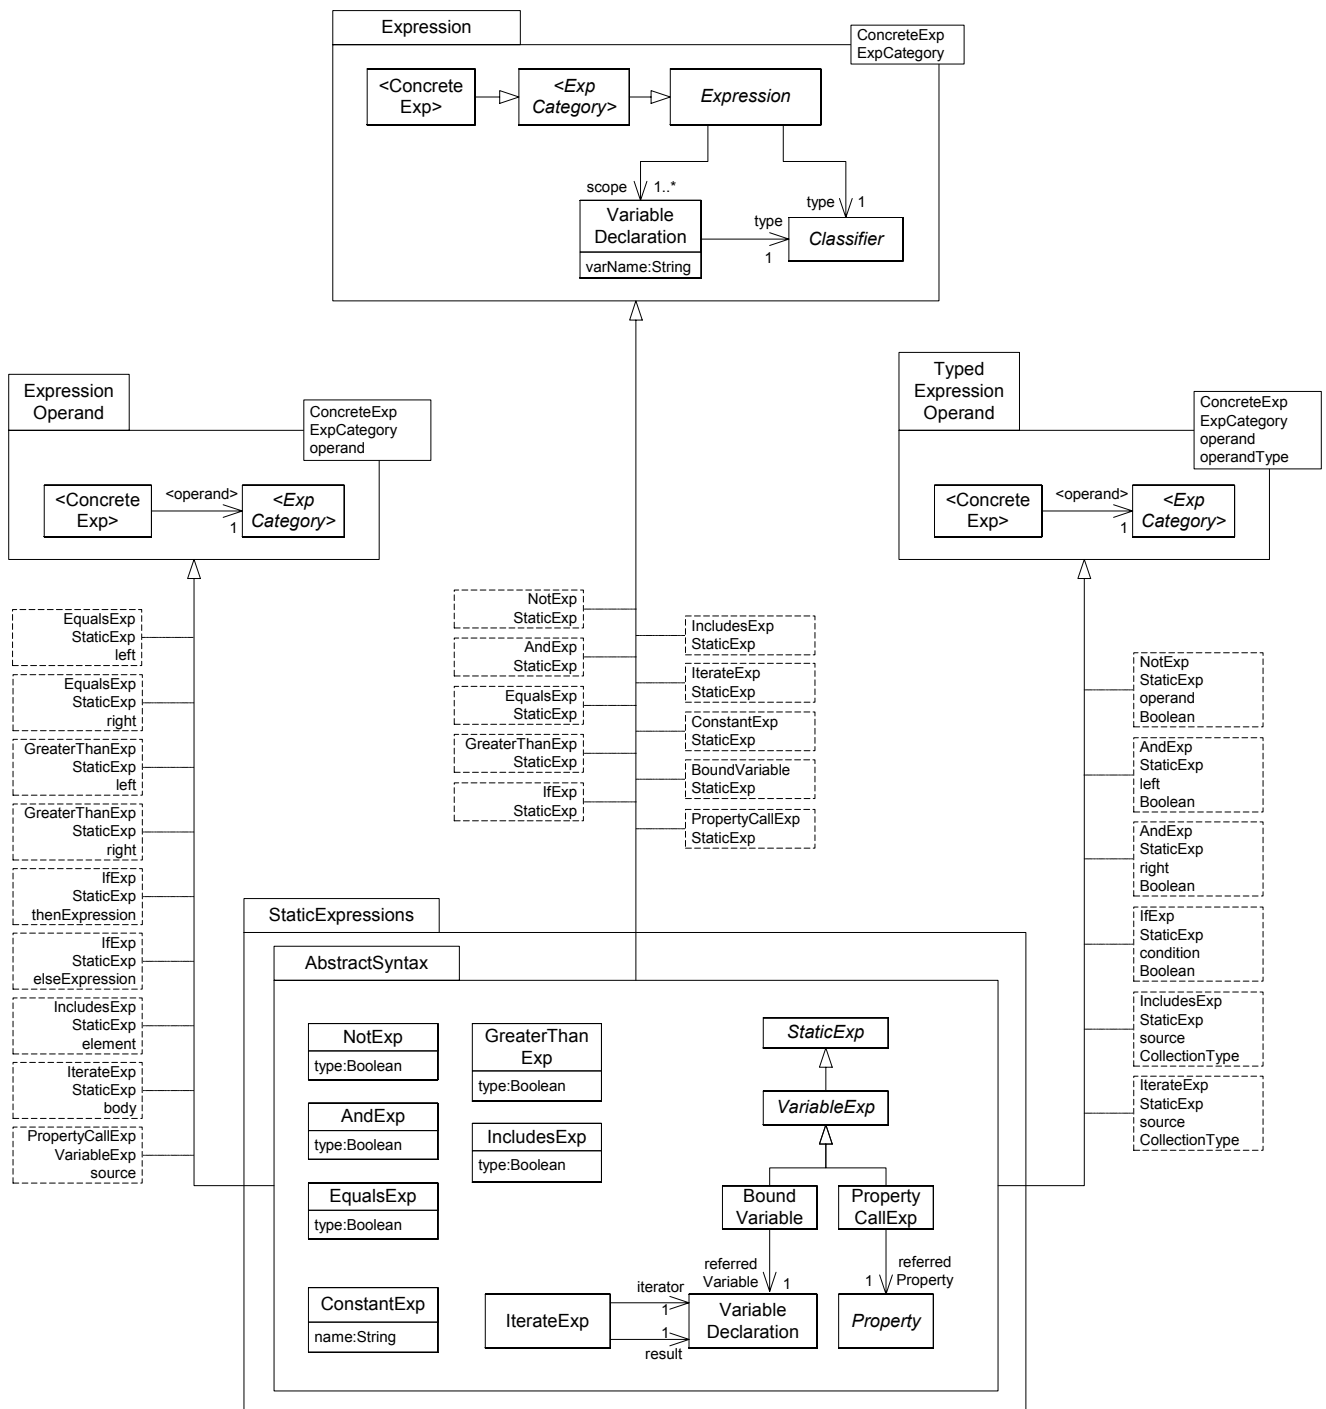 Expression
ConcreteExp
ExpCategory
<Concrete
Exp>
<Exp
Category>
Expression
scope
1..*
type
1
Variable
Declaration
varName:String
type
1
Classifier
Expression
Operand
ConcreteExp
ExpCategory
operand
<Concrete
Exp>
<operand>
1
<Exp
Category>
Typed
Expression
Operand
ConcreteExp
ExpCategory
operand
operandType
<Concrete
Exp>
<operand>
1
<Exp
Category>
EqualsExp
StaticExp
left
EqualsExp
StaticExp
right
GreaterThanExp
StaticExp
left
GreaterThanExp
StaticExp
right
IfExp
StaticExp
thenExpression
IfExp
StaticExp
elseExpression
IncludesExp
StaticExp
element
IterateExp
StaticExp
body
PropertyCallExp
VariableExp
source
NotExp
StaticExp
AndExp
StaticExp
EqualsExp
StaticExp
GreaterThanExp
StaticExp
IfExp
StaticExp
IncludesExp
StaticExp
IterateExp
StaticExp
ConstantExp
StaticExp
BoundVariable
StaticExp
PropertyCallExp
StaticExp
NotExp
StaticExp
operand
Boolean
AndExp
StaticExp
left
Boolean
AndExp
StaticExp
right
Boolean
IfExp
StaticExp
condition
Boolean
IncludesExp
StaticExp
source
CollectionType
IterateExp
StaticExp
source
CollectionType
StaticExpressions
AbstractSyntax
NotExp
type:Boolean
AndExp
type:Boolean
EqualsExp
type:Boolean
ConstantExp
name:String
GreaterThan
Exp
type:Boolean
IncludesExp
type:Boolean
StaticExp
VariableExp
Bound
Variable
Property
CallExp
referred
Variable
1
referred
Property
1
IterateExp
iterator
1
1
result
Variable
Declaration
Property